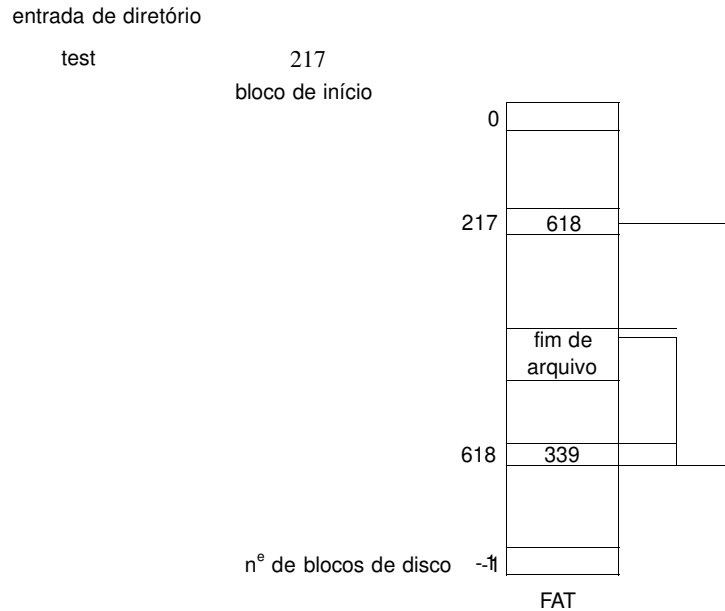 entrada de diretório
test 217
bloco de início
0
217 618
fim de
arquivo
618 339
nº de blocos de disco
FAT